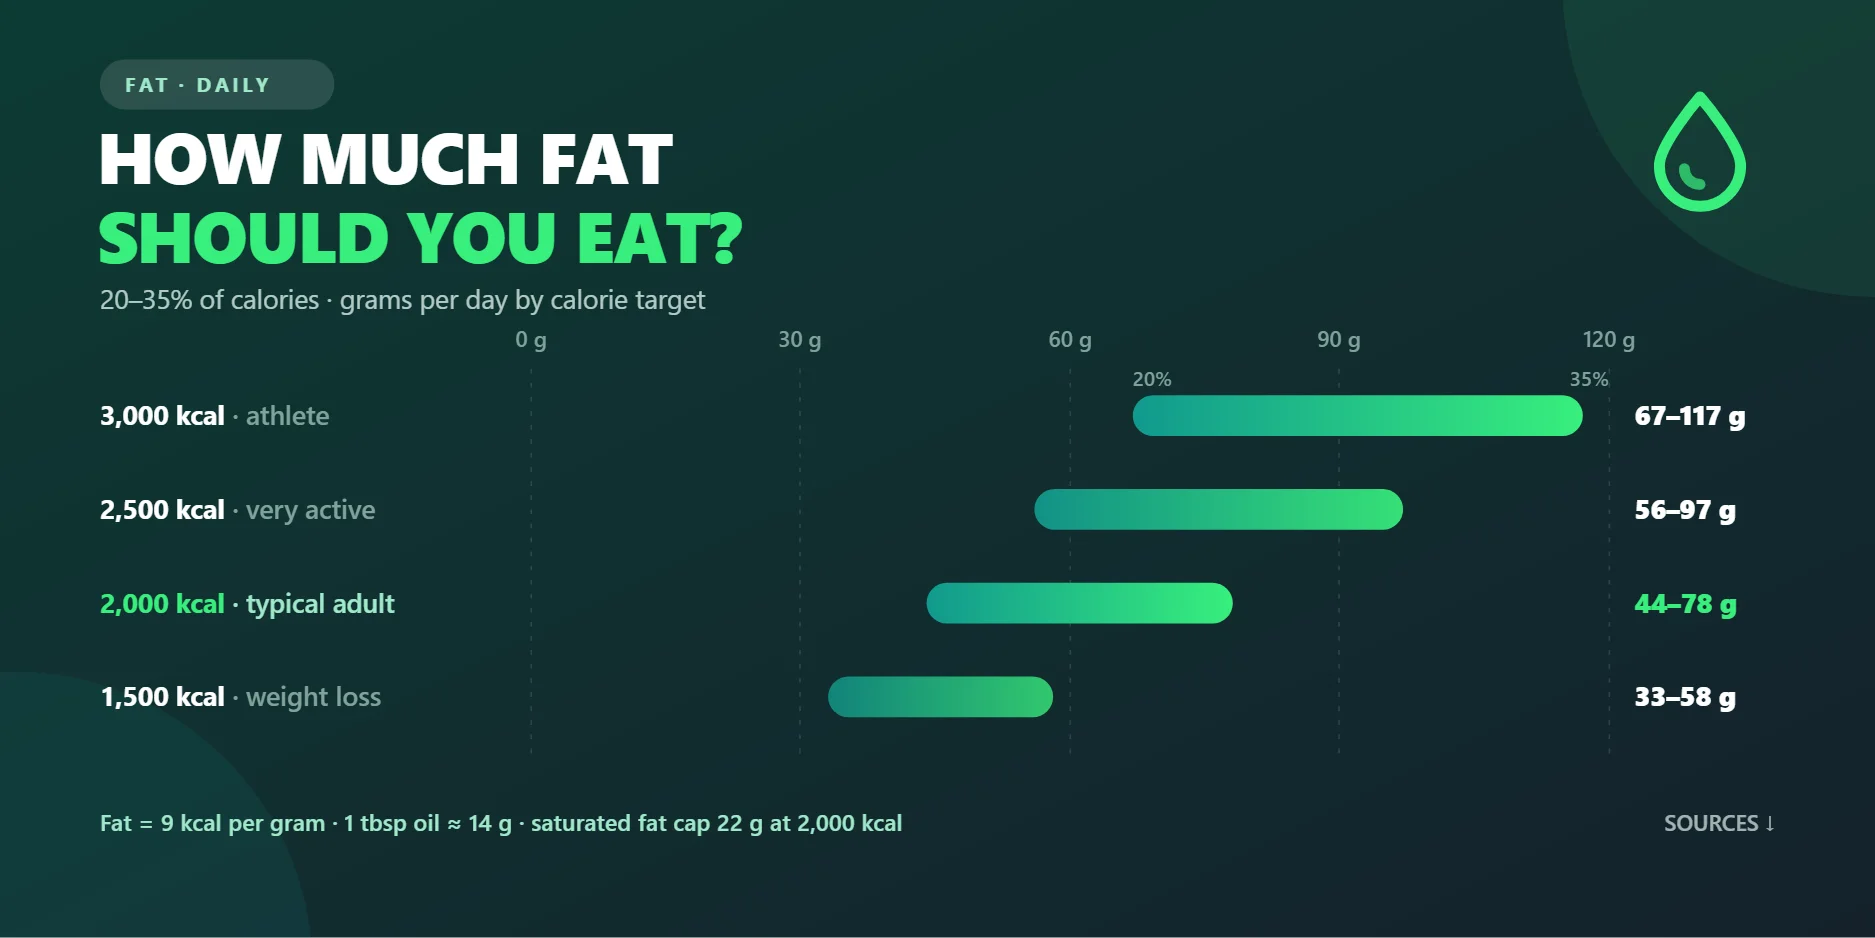 FAT · DAILY
HOW MUCH FAT
SHOULD YOU EAT?
20–35% of calories · grams per day by calorie target
0 g 30 g 60 g 90 g 120 g
20% 35%
3,000 kcal · athlete 67–117 g
2,500 kcal · very active 56–97 g
2,000 kcal · typical adult 44–78 g
1,500 kcal · weight loss 33–58 g
Fat = 9 kcal per gram · 1 tbsp oil ≈ 14 g · saturated fat cap 22 g at 2,000 kcal
SOURCES ↓